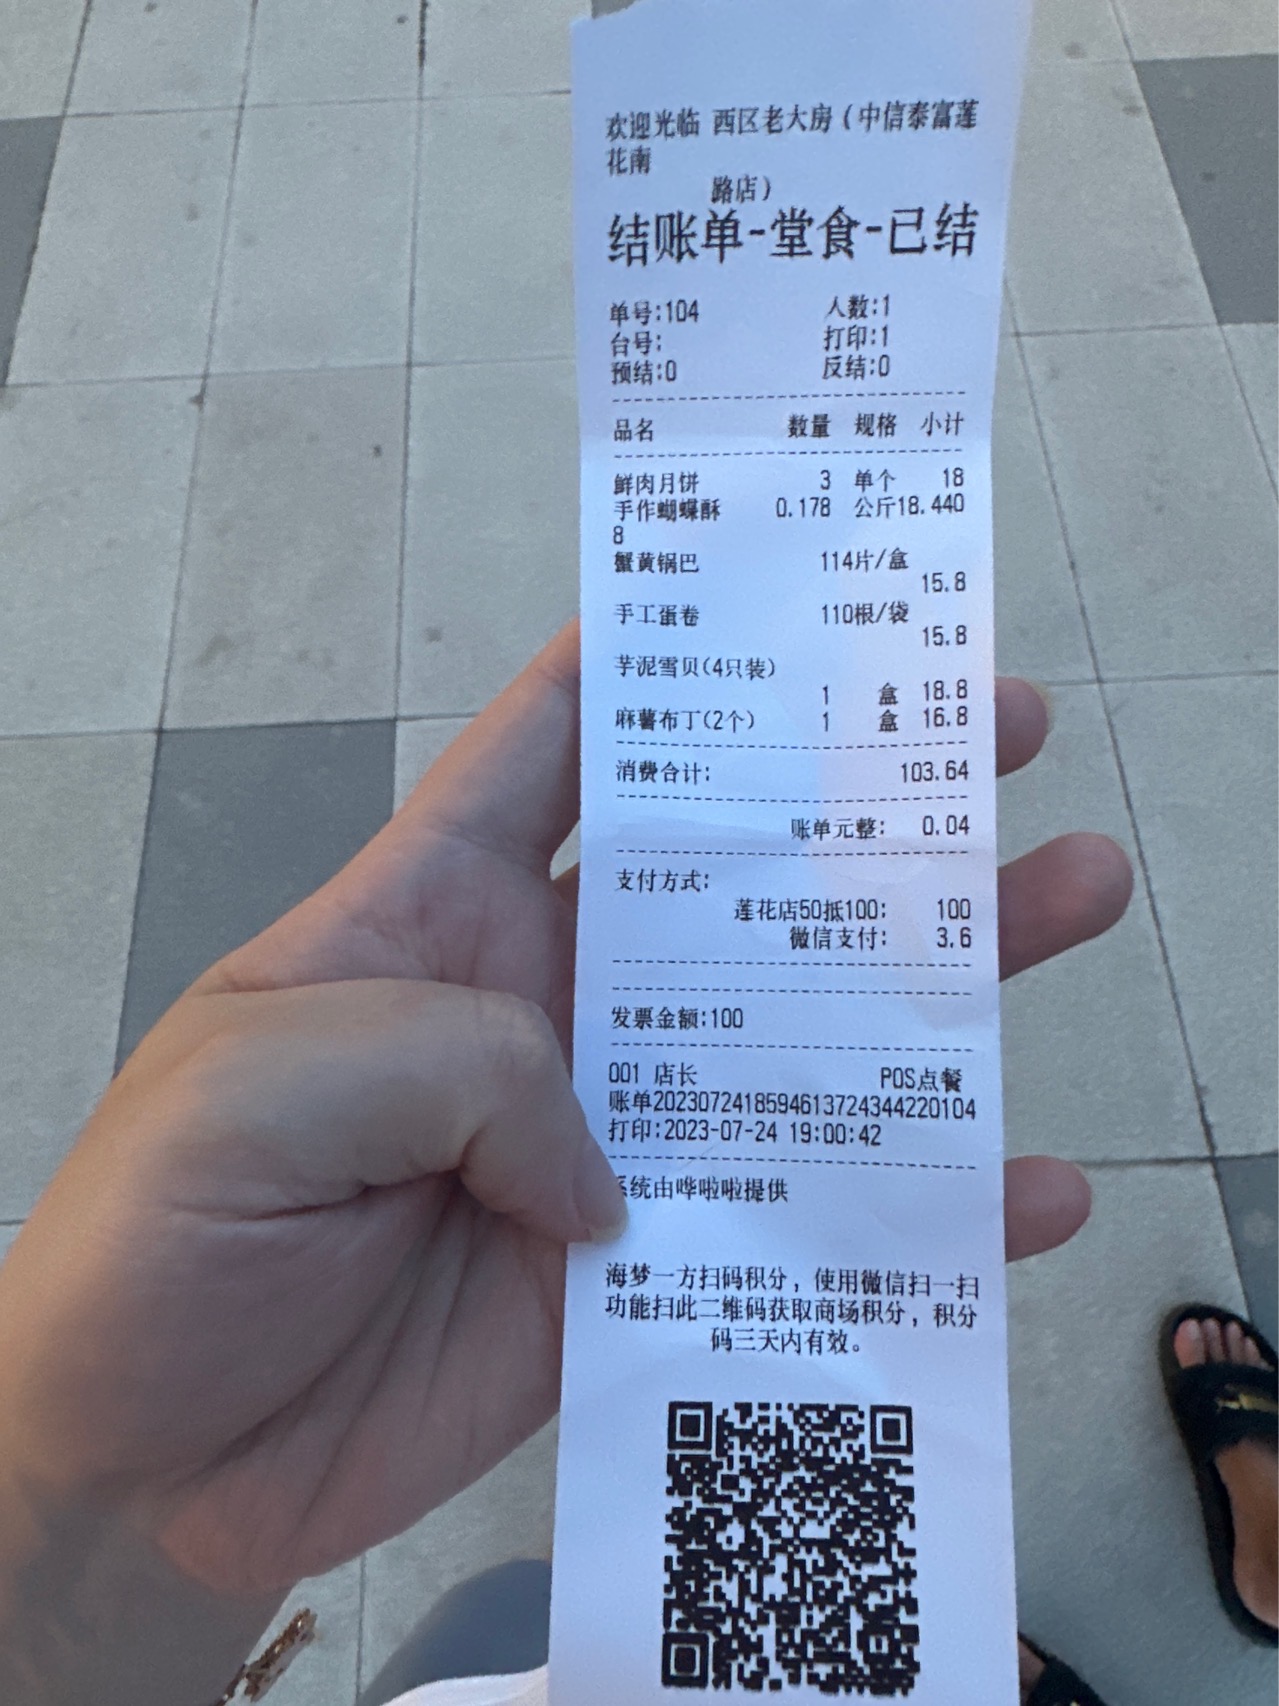 欢迎光临 西区老大房(中信泰富莲
花南
路店)
结账单-堂食-已结
单号:104 人数:1
台号: 打印:1
预结:0 反结:0
品名 数量 规格 小计
鲜肉月饼 3 单个 18
手作蝴蝶酥 0.178 公斤18.440
8
蟹黄锅巴 114片/盒
15.8
手工蛋卷 110根/袋
15.8
芋泥雪贝(4只装)
1 盒 18.8
麻薯布丁(2个) 1 盒 16.8
消费合计: 103.64
账单元整: 0.04
支付方式:
莲花店50抵100: 100
微信支付: 3.6
发票金额:100
001 店长 POS点餐
账单20230724185946137243442​20104
打印:2023-07-24 19:00:42
系统由哗啦啦提供
海梦一方扫码积分，使用微信扫一扫
功能扫此二维码获取商场积分，积分
码三天内有效。